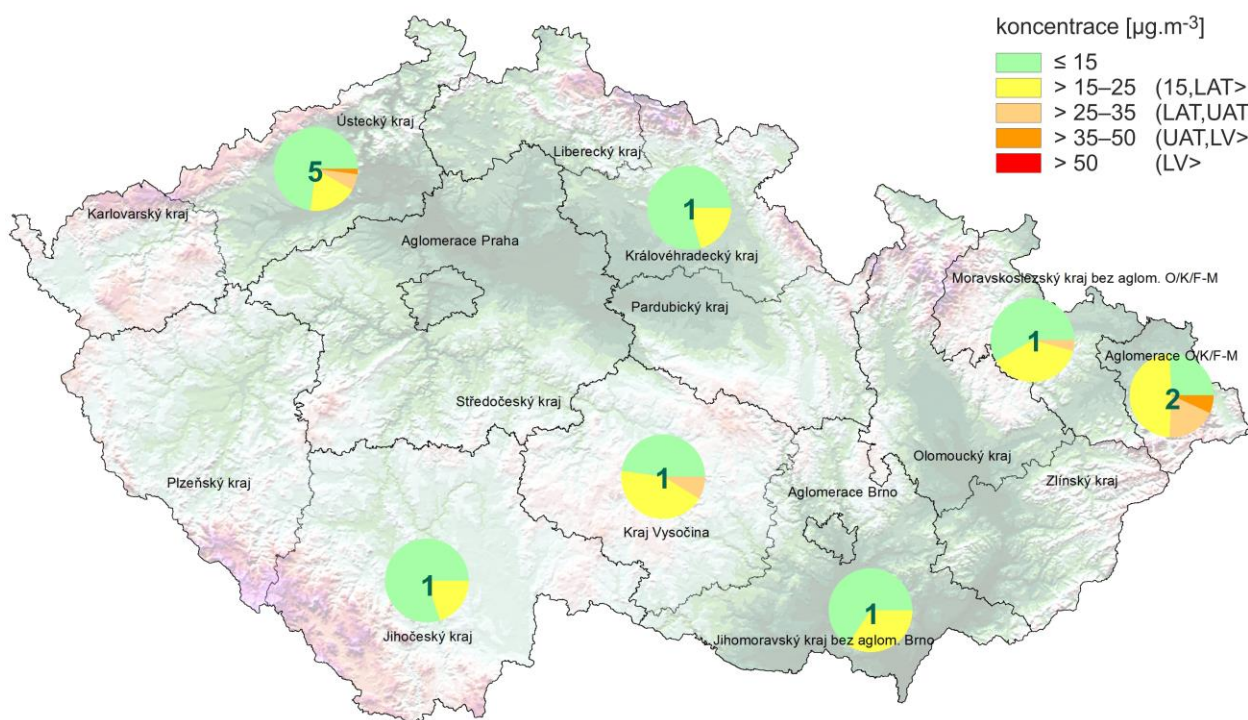 koncentrace [µg.m⁻³]
≤ 15
> 15–25 (15,LAT>
> 25–35 (LAT,UAT
> 35–50 (UAT,LV>
> 50 (LV>
Ústecký kraj
5
Liberecký kraj
Karlovarský kraj
1
Aglomerace Praha
Královéhradecký kraj
Moravskoslezský kraj bez aglom. O/K/F-M
Pardubický kraj
1
Aglomerace O/K/F-M
2
Středočeský kraj
Olomoucký kraj
Plzeňský kraj
1
Aglomerace Brno
Zlínský kraj
Kraj Vysočina
1
Jihočeský kraj
1
Jihomoravský kraj bez aglom. Brno